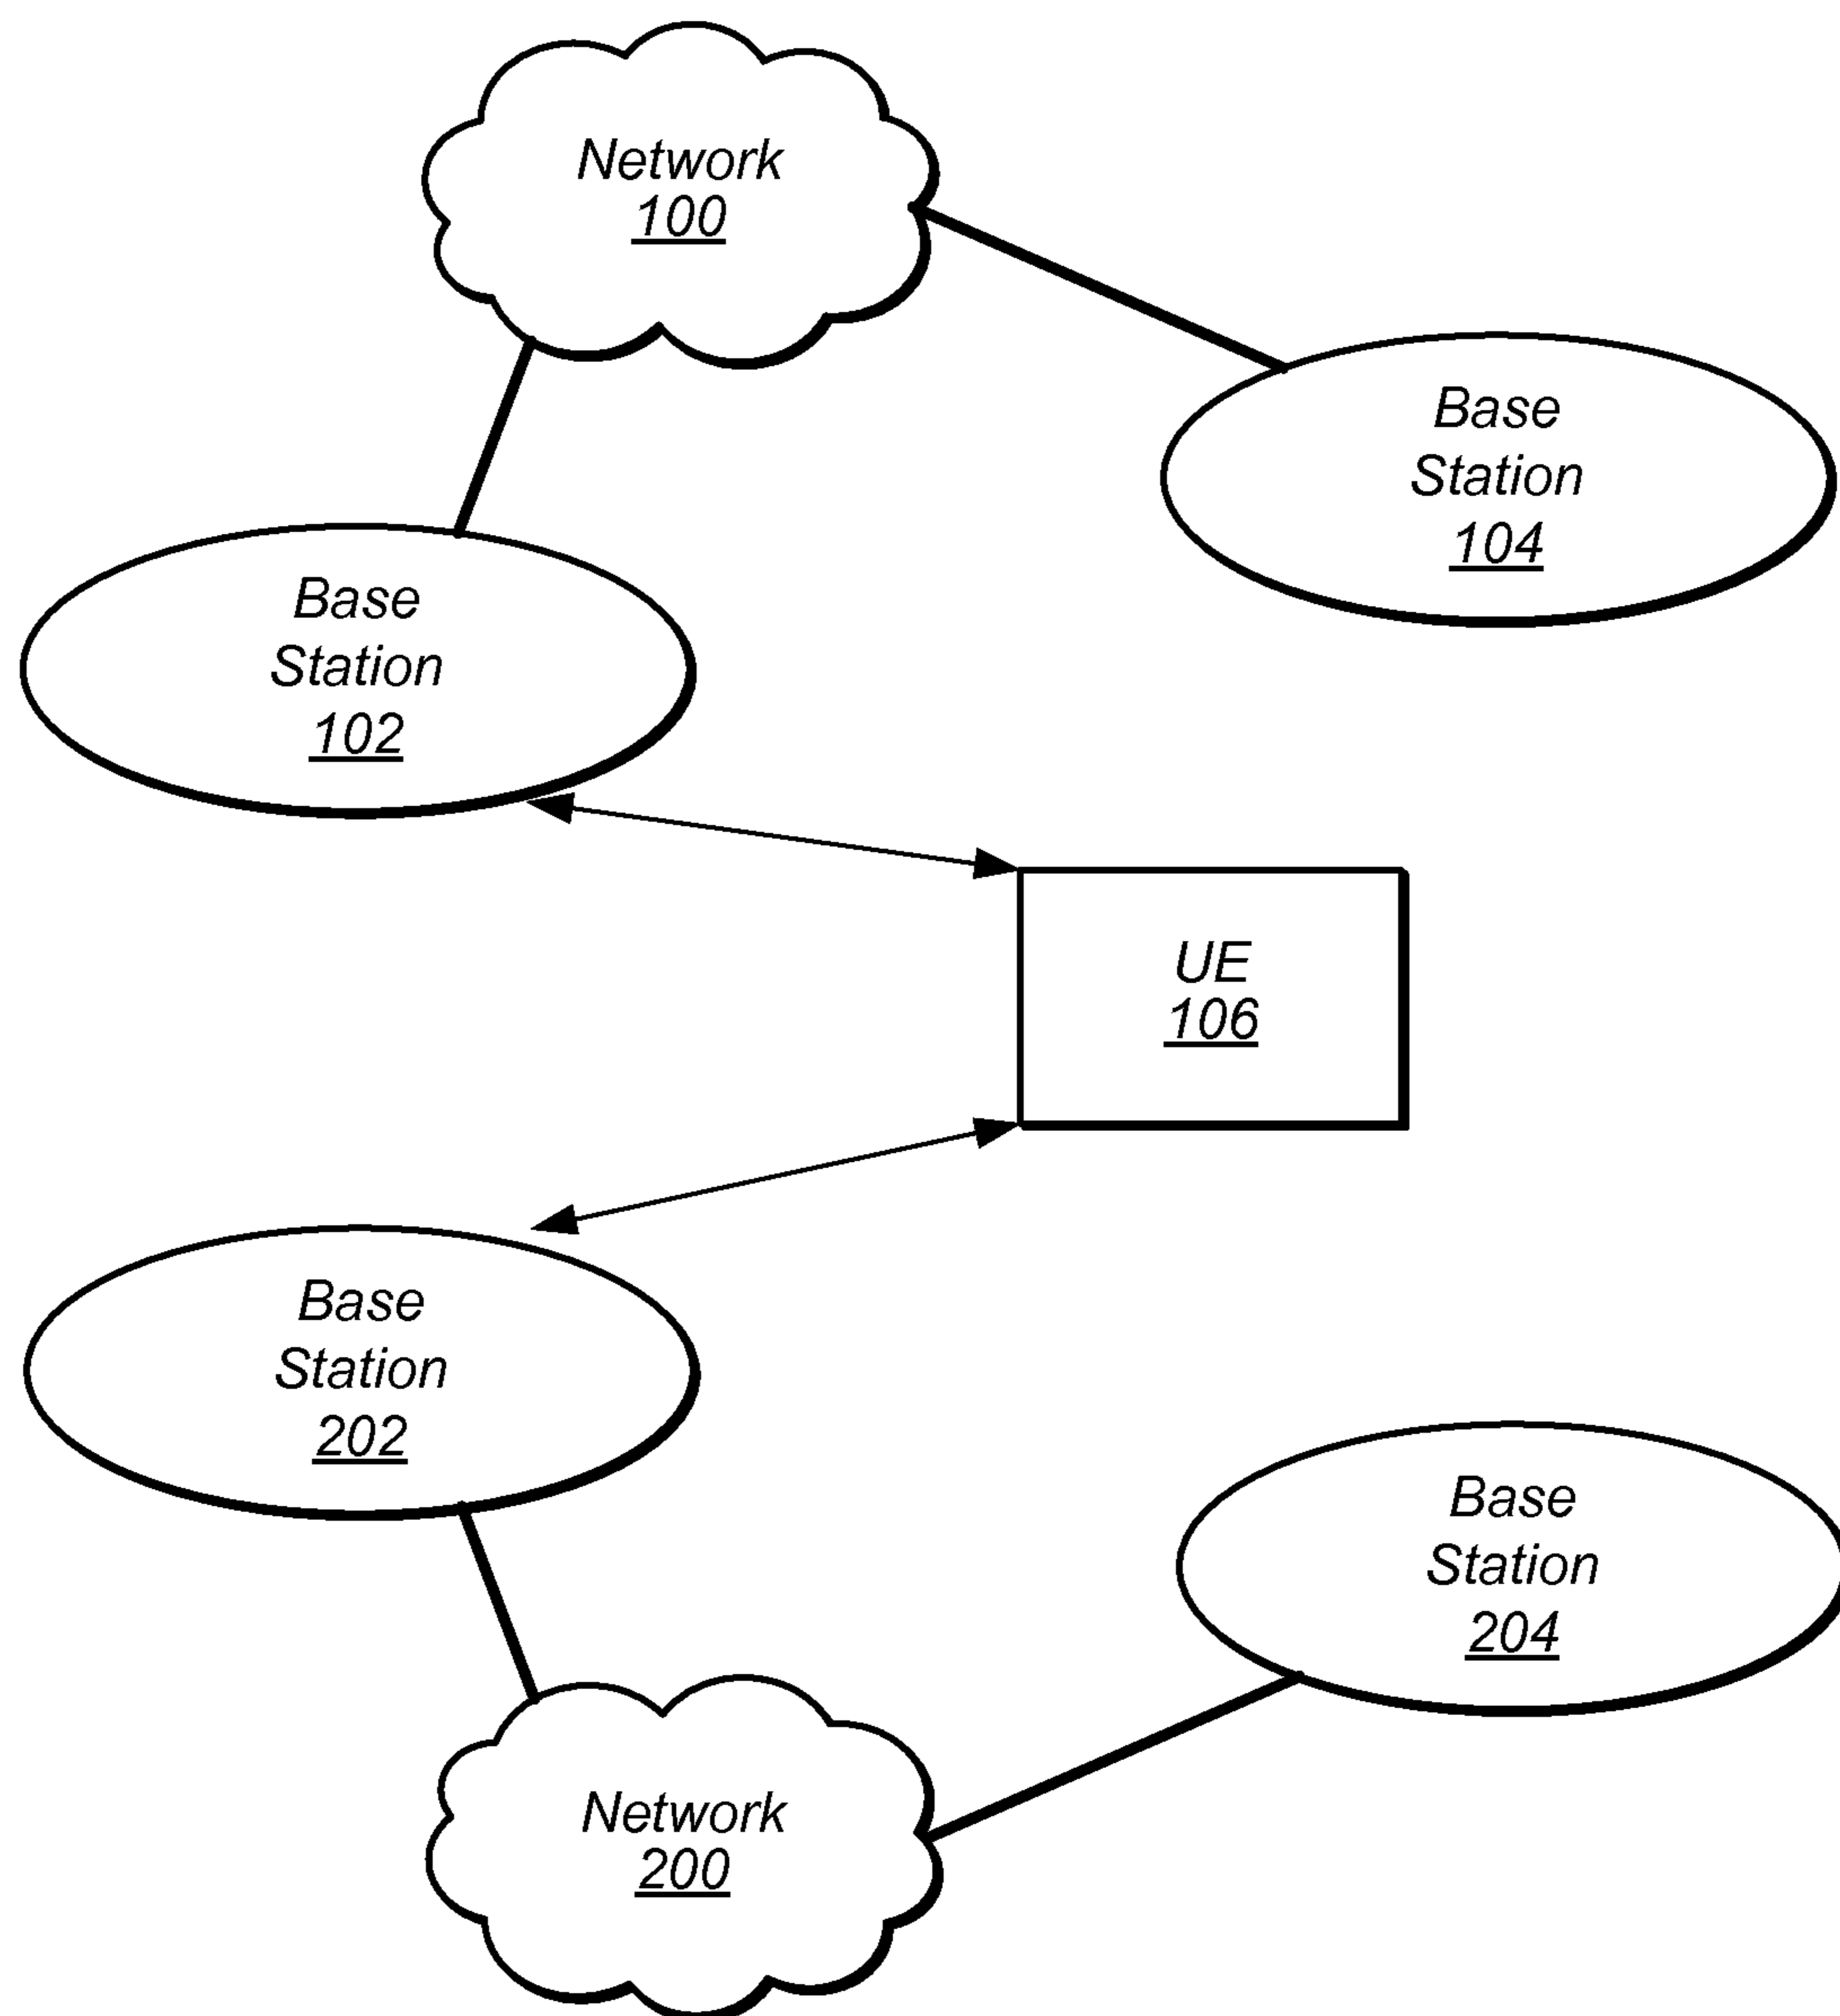 Network
100
Base
Station
104
Base
Station
102
UE
106
Base
Station
202
Base
Station
204
Network
200